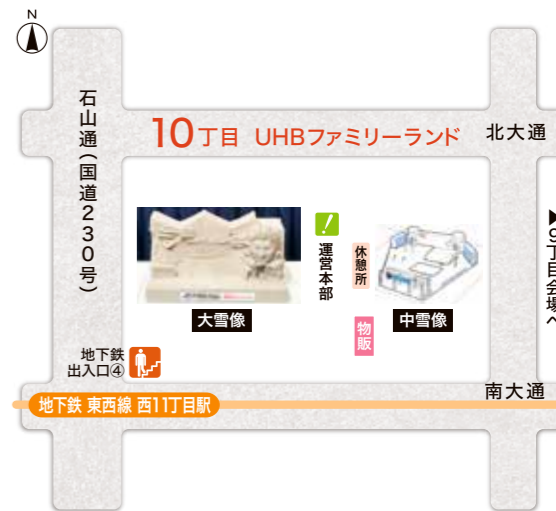 N
石山通(国道230号)
10丁目 UHBファミリーランド
北大通
運営本部
休憩所
物販
大雪像
中雪像
▶9丁目会場へ
地下鉄
出入口④
南大通
地下鉄 東西線 西11丁目駅